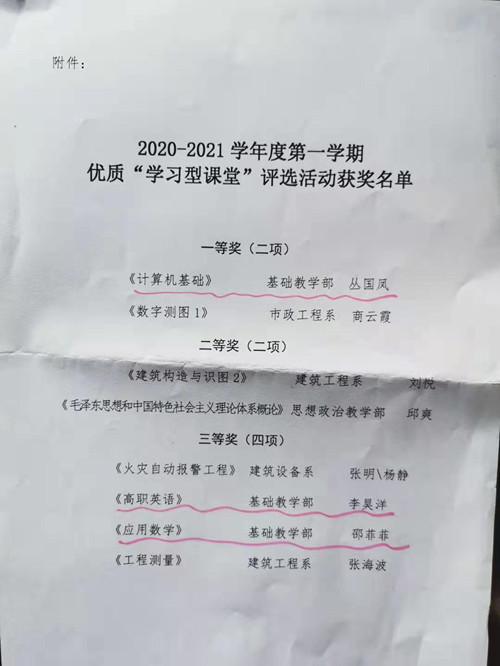 附件：
2020-2021 学年度第一学期
优质“学习型课堂”评选活动获奖名单
一等奖（二项）
《计算机基础》 基础教学部 丛国凤
《数字测图1》 市政工程系 商云霞
二等奖（二项）
《建筑构造与识图2》 建筑工程系 刘悦
《毛泽东思想和中国特色社会主义理论体系概论》 思想政治教学部 邱爽
三等奖（四项）
《火灾自动报警工程》 建筑设备系 张明\杨静
《高职英语》 基础教学部 李昊洋
《应用数学》 基础教学部 邵菲菲
《工程测量》 建筑工程系 张海波